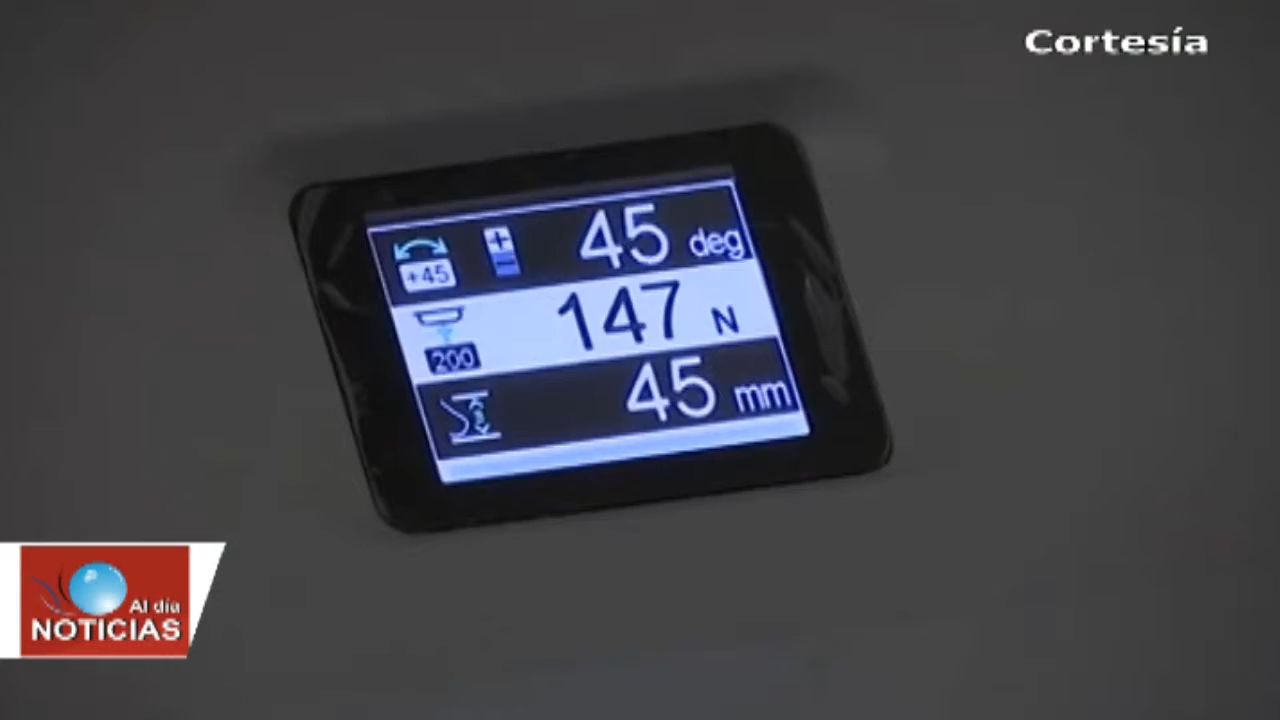 Cortesía
+45 + - 45 deg
147 N
200
45 mm
Al día
NOTICIAS